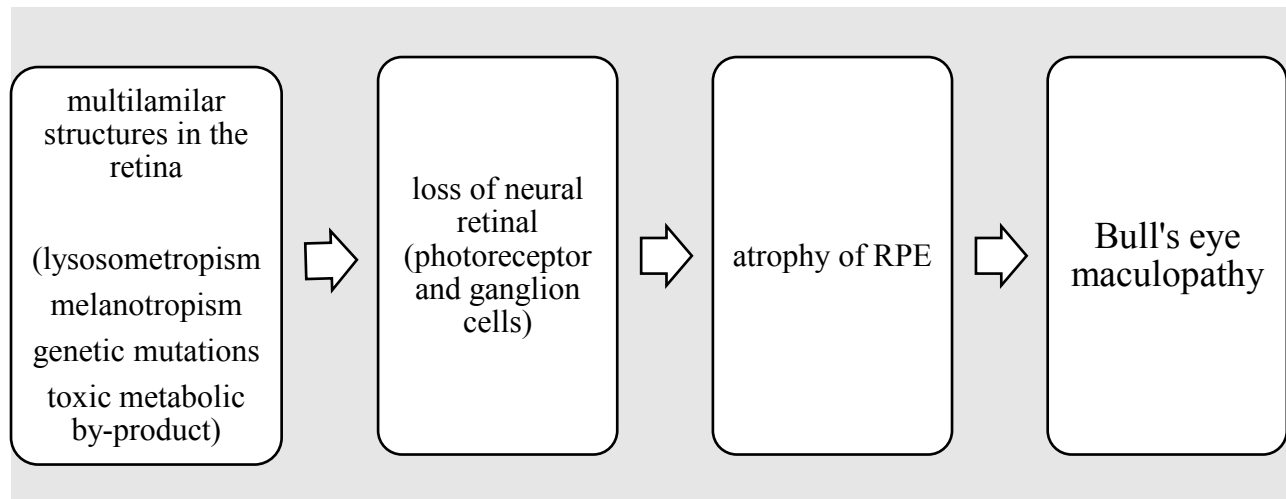 multilamilar
structures in the
retina
(lysosometropism
melanotropism
genetic mutations
toxic metabolic
by-product)
loss of neural
retinal
(photoreceptor
and ganglion
cells)
atrophy of RPE
Bull's eye
maculopathy